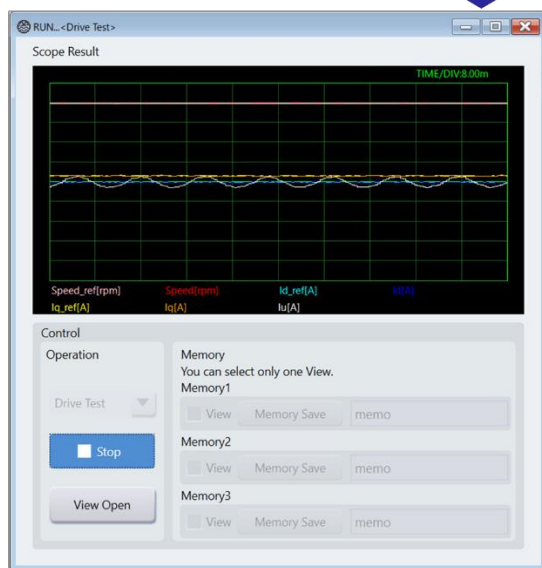 RUN...<Drive Test>
Scope Result
TIME/DIV:8.00m
Speed_ref[rpm] Speed[rpm] Id_ref[A] Id[A]
Iq_ref[A] Iq[A] Iu[A]
Control
Operation
Drive Test
Stop
View Open
Memory
You can select only one View.
Memory1
View Memory Save memo
Memory2
View Memory Save memo
Memory3
View Memory Save memo